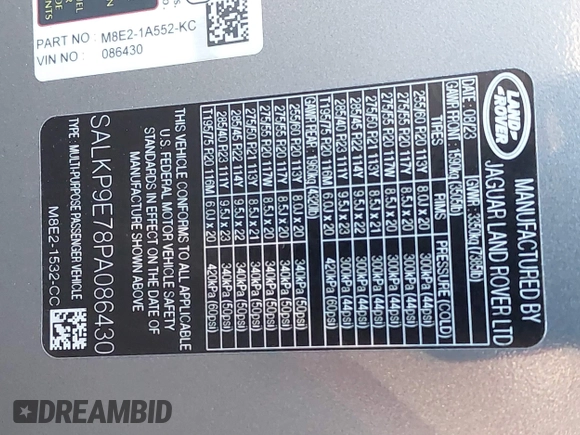 PART NO : M8E2-1A552-KC
VIN NO : 086430
LAND-
ROVER
MANUFACTURED BY
JAGUAR LAND ROVER LTD
DATE: 08/23 GVWR : 3350kg (7385lb)
GAWR FRONT : 1590kg (3505lb)
TIRES RIMS PRESSURE (COLD)
255/60 R20 113Y 8.0J x 20 300kPa (44psi)
275/55 R20 117W 8.5J x 20 300kPa (44psi)
275/50 R21 113Y 8.5J x 21 300kPa (44psi)
285/45 R22 114Y 9.5J x 22 300kPa (44psi)
285/40 R23 111Y 9.5J x 23 300kPa (44psi)
T195/75 R20 116M 6.0J x 20 420kPa (60psi)
GAWR REAR : 1960kg (4320lb)
255/60 R20 113Y 8.0J x 20 340kPa (50psi)
275/55 R20 117W 8.5J x 20 340kPa (50psi)
275/50 R21 113Y 8.5J x 21 340kPa (50psi)
285/45 R22 114Y 9.5J x 22 340kPa (50psi)
285/40 R23 111Y 9.5J x 23 340kPa (50psi)
T195/75 R20 116M 6.0J x 20 420kPa (60psi)
THIS VEHICLE CONFORMS TO ALL APPLICABLE
U.S. FEDERAL MOTOR VEHICLE SAFETY
STANDARDS IN EFFECT ON THE DATE OF
MANUFACTURE SHOWN ABOVE
SALKP9E78PA086430
TYPE : MULTI-PURPOSE PASSENGER VEHICLE
M8E2-1532-CC
DREAMBID